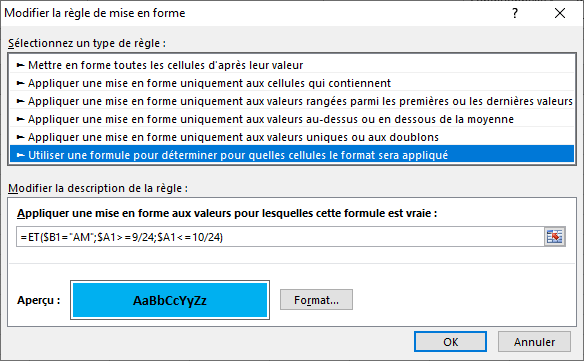 Modifier la règle de mise en forme
Sélectionnez un type de règle :
► Mettre en forme toutes les cellules d'après leur valeur
► Appliquer une mise en forme uniquement aux cellules qui contiennent
► Appliquer une mise en forme uniquement aux valeurs rangées parmi les premières ou les dernières valeurs
► Appliquer une mise en forme uniquement aux valeurs au-dessus ou en dessous de la moyenne
► Appliquer une mise en forme uniquement aux valeurs uniques ou aux doublons
► Utiliser une formule pour déterminer pour quelles cellules le format sera appliqué
Modifier la description de la règle :
Appliquer une mise en forme aux valeurs pour lesquelles cette formule est vraie :
=ET($B1="AM";$A1>=9/24;$A1<=10/24)
Aperçu : AaBbCcYyZz Format...
OK Annuler